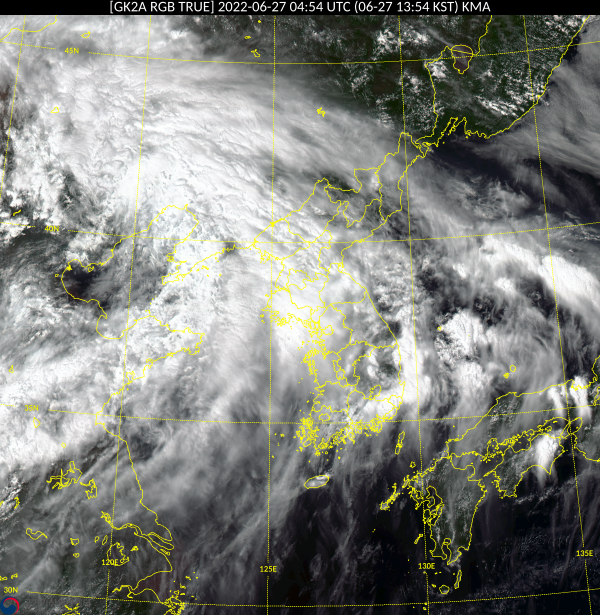 [GK2A RGB TRUE] 2022-06-27 04:54 UTC (06-27 13:54 KST) KMA
45N
40N
35N
120E
125E
130E
135E
30N